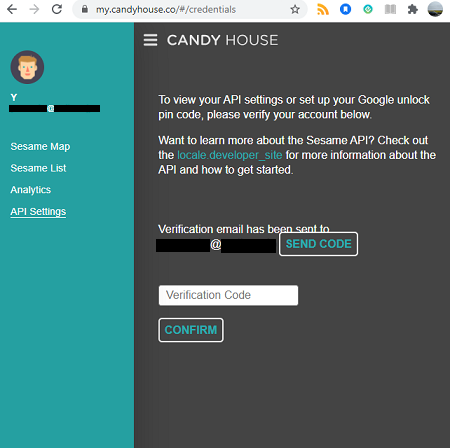 my.candyhouse.co/#/credentials
CANDY HOUSE
Y
@
Sesame Map
Sesame List
Analytics
API Settings
To view your API settings or set up your Google unlock
pin code, please verify your account below.
Want to learn more about the Sesame API? Check out
the locale.developer_site for more information about the
API and how to get started.
Verification email has been sent to
@ SEND CODE
Verification Code
CONFIRM